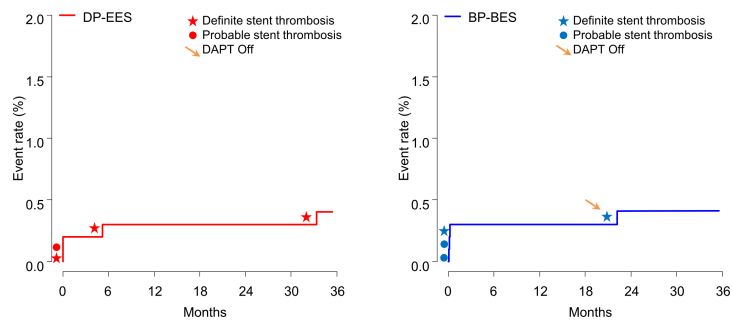 DP-EES
Definite stent thrombosis
Probable stent thrombosis
DAPT Off
2.0
1.5
1.0
0.5
0.0
Event rate (%)
0 6 12 18 24 30 36
Months
BP-BES
Definite stent thrombosis
Probable stent thrombosis
DAPT Off
2.0
1.5
1.0
0.5
0.0
Event rate (%)
0 6 12 18 24 30 36
Months